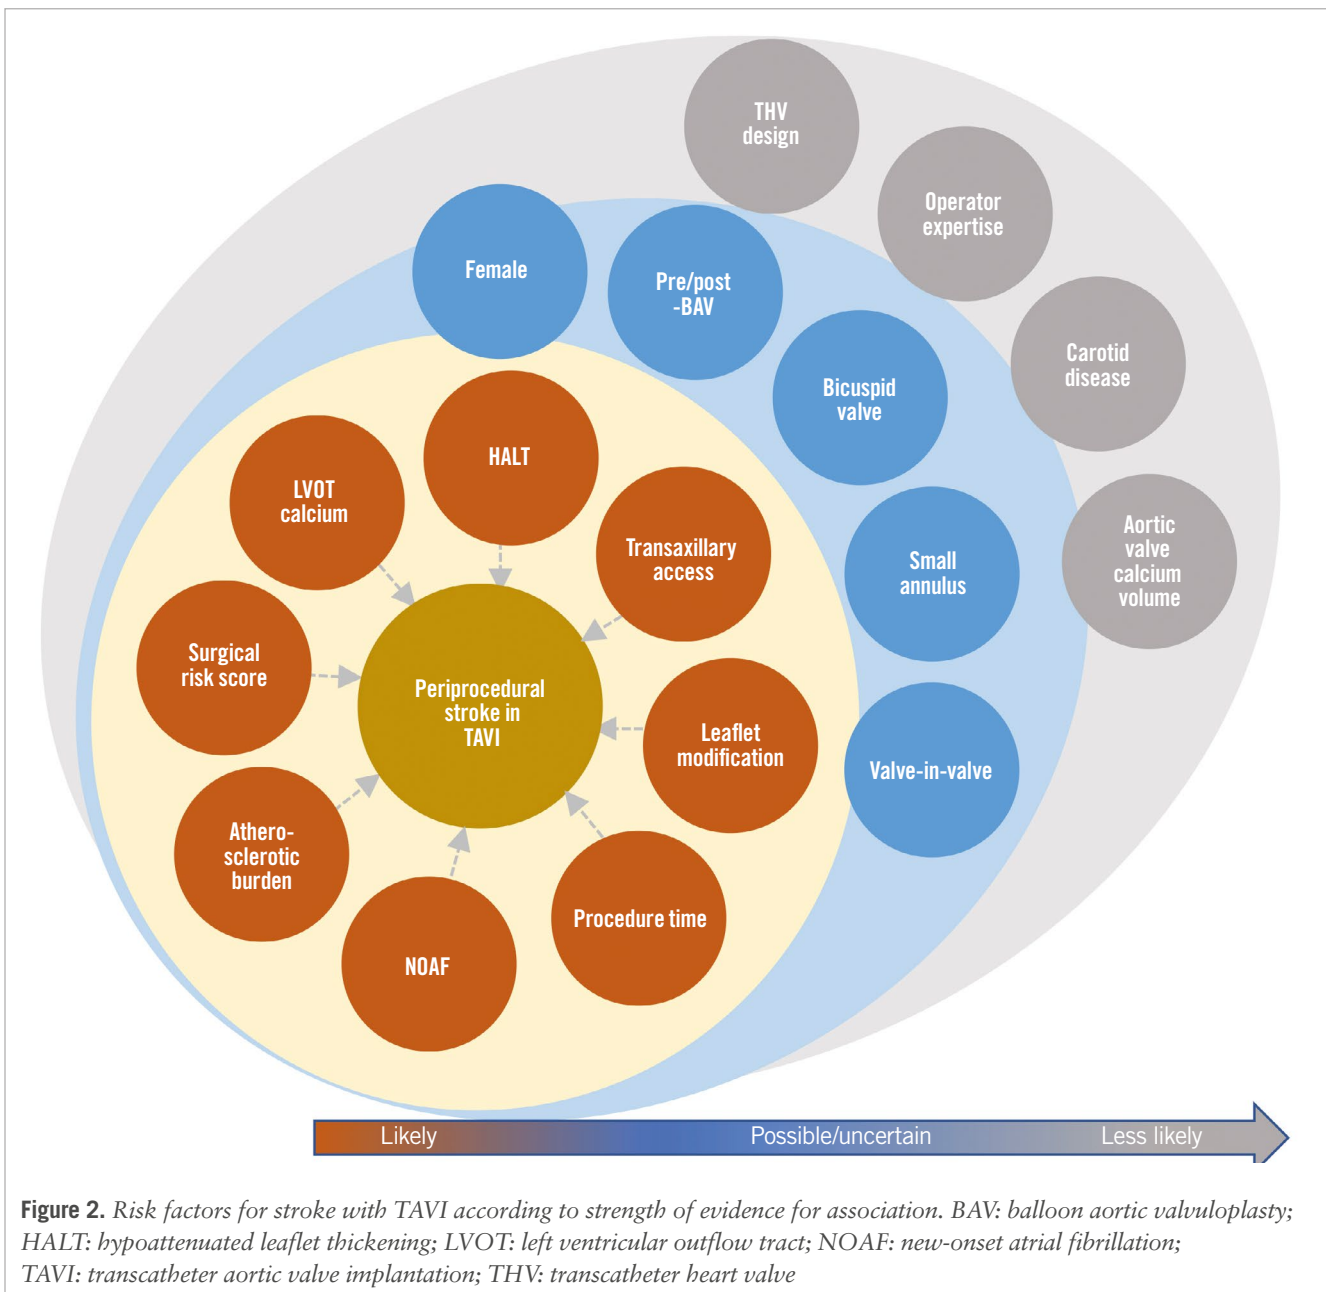 THV
design
Operator
expertise
Female
Pre/post
-BAV
Carotid
disease
Bicuspid
valve
HALT
LVOT
calcium
Transaxillary
access
Small
annulus
Aortic
valve
calcium
volume
Surgical
risk score
Periprocedural
stroke in
TAVI
Leaflet
modification
Valve-in-valve
Athero-
sclerotic
burden
Procedure time
NOAF
Likely
Possible/uncertain
Less likely
Figure 2. Risk factors for stroke with TAVI according to strength of evidence for association. BAV: balloon aortic valvuloplasty;
HALT: hypoattenuated leaflet thickening; LVOT: left ventricular outflow tract; NOAF: new-onset atrial fibrillation;
TAVI: transcatheter aortic valve implantation; THV: transcatheter heart valve